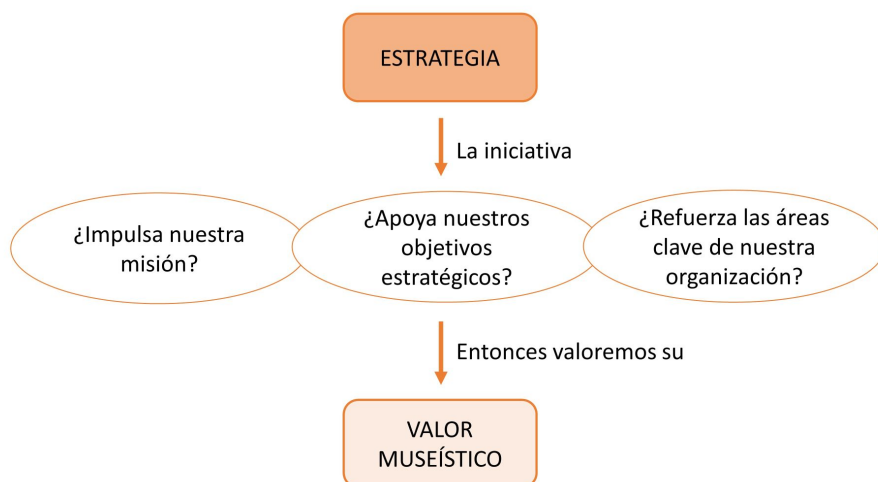 ESTRATEGIA
La iniciativa
¿Impulsa nuestra
misión?
¿Apoya nuestros
objetivos
estratégicos?
¿Refuerza las áreas
clave de nuestra
organización?
Entonces valoremos su
VALOR
MUSEÍSTICO